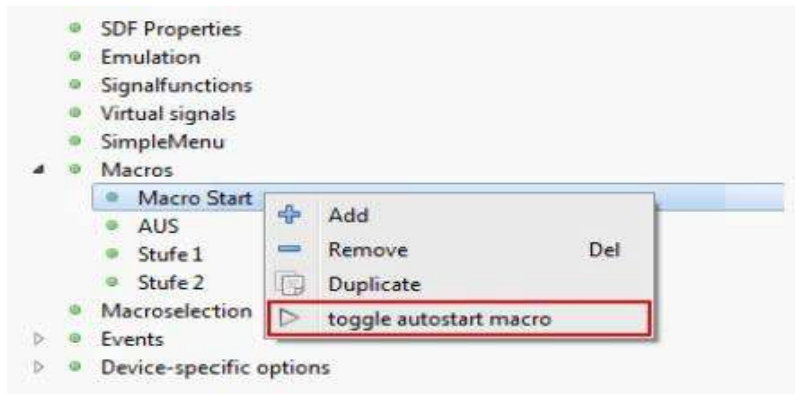 SDF Properties
Emulation
Signalfunctions
Virtual signals
SimpleMenu
Macros
Macro Start
Add
AUS
Remove Del
Stufe 1
Duplicate
Stufe 2
toggle autostart macro
Macroselection
Events
Device-specific options